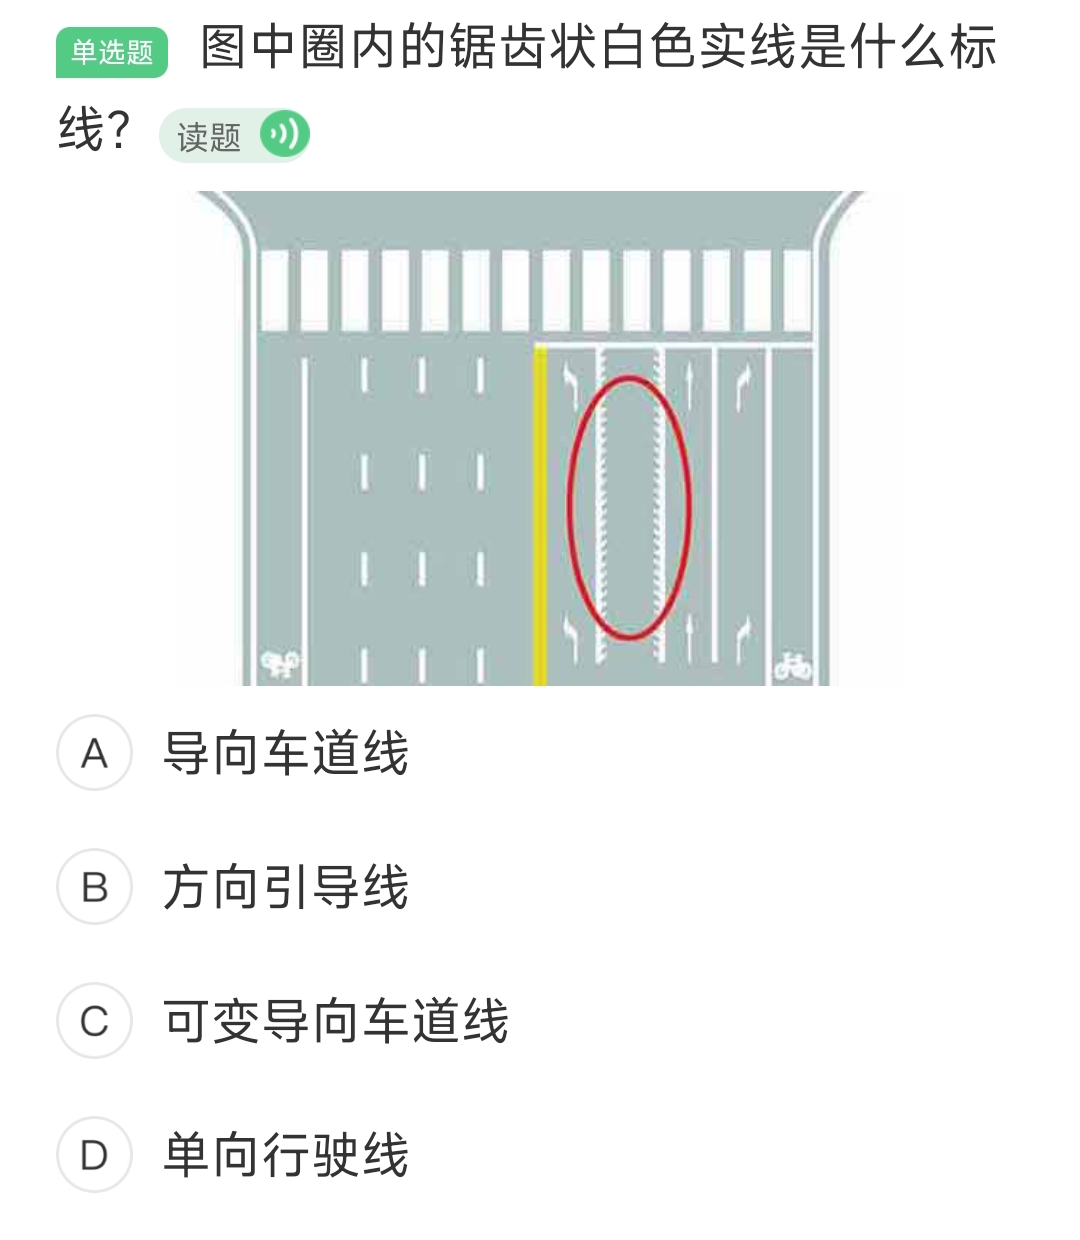 单选题 图中圈内的锯齿状白色实线是什么标
线? 读题
A 导向车道线
B 方向引导线
C 可变导向车道线
D 单向行驶线